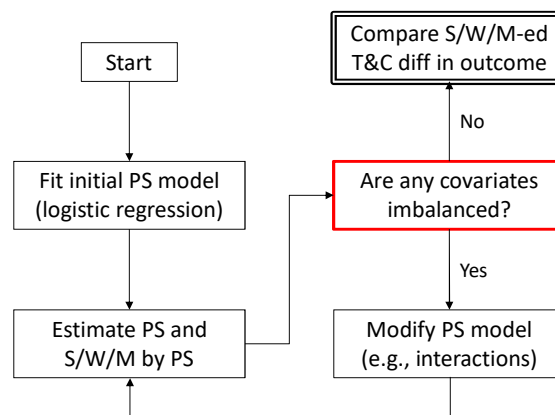 Start
Fit initial PS model
(logistic regression)
Estimate PS and
S/W/M by PS
Compare S/W/M-ed
T&C diff in outcome
No
Are any covariates
imbalanced?
Yes
Modify PS model
(e.g., interactions)